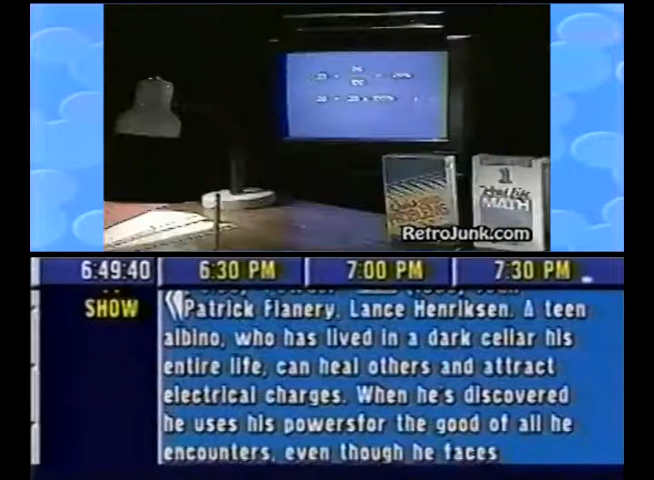 1
MATH
RetroJunk.com
6:49:40 6:30 PM 7:00 PM 7:30 PM
SHOW
Patrick Flanery, Lance Henriksen. A teen
albino, who has lived in a dark cellar his
entire life, can heal others and attract
electrical charges. When he's discovered
he uses his powersfor the good of all he
encounters, even though he faces